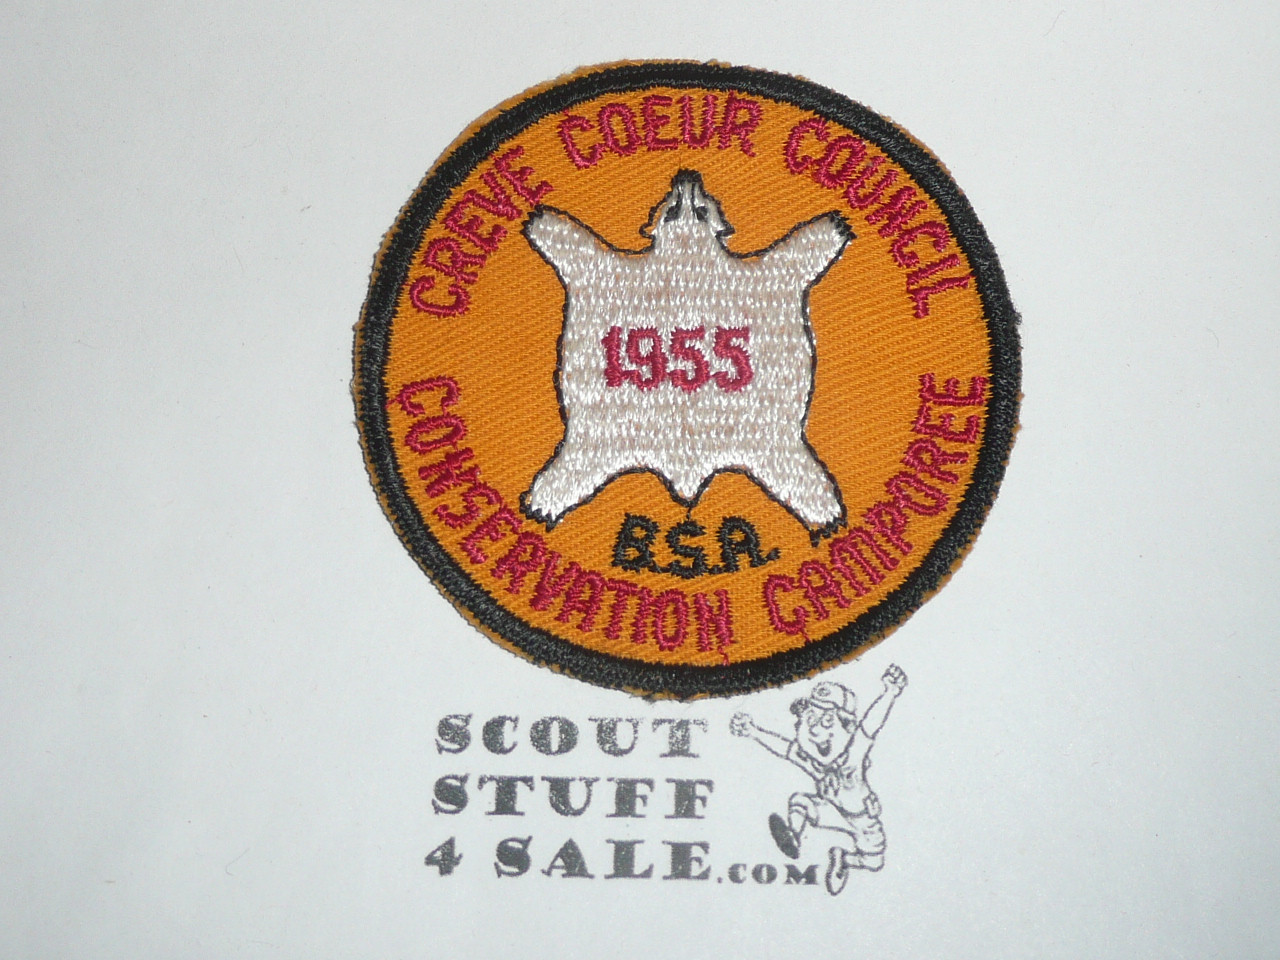 CREVE COEUR COUNCIL
1955
B.S.A.
CONSERVATION CAMPOREE
SCOUT
STUFF
4 SALE.COM